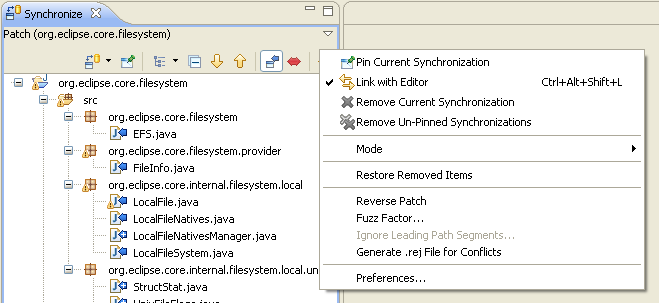 Synchronize
Patch (org.eclipse.core.filesystem)
org.eclipse.core.filesystem
src
org.eclipse.core.filesystem
EFS.java
org.eclipse.core.filesystem.provider
FileInfo.java
org.eclipse.core.internal.filesystem.local
LocalFile.java
LocalFileNatives.java
LocalFileNativesManager.java
LocalFileSystem.java
org.eclipse.core.internal.filesystem.local.un
StructStat.java
UnixFileFlags.java
Pin Current Synchronization
Link with Editor Ctrl+Alt+Shift+L
Remove Current Synchronization
Remove Un-Pinned Synchronizations
Mode
Restore Removed Items
Reverse Patch
Fuzz Factor...
Ignore Leading Path Segments...
Generate .rej File for Conflicts
Preferences...